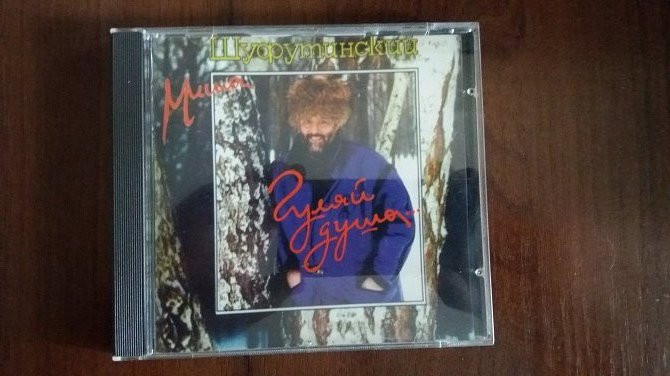 Шуфутинский
Миша
Гуляй
душа...